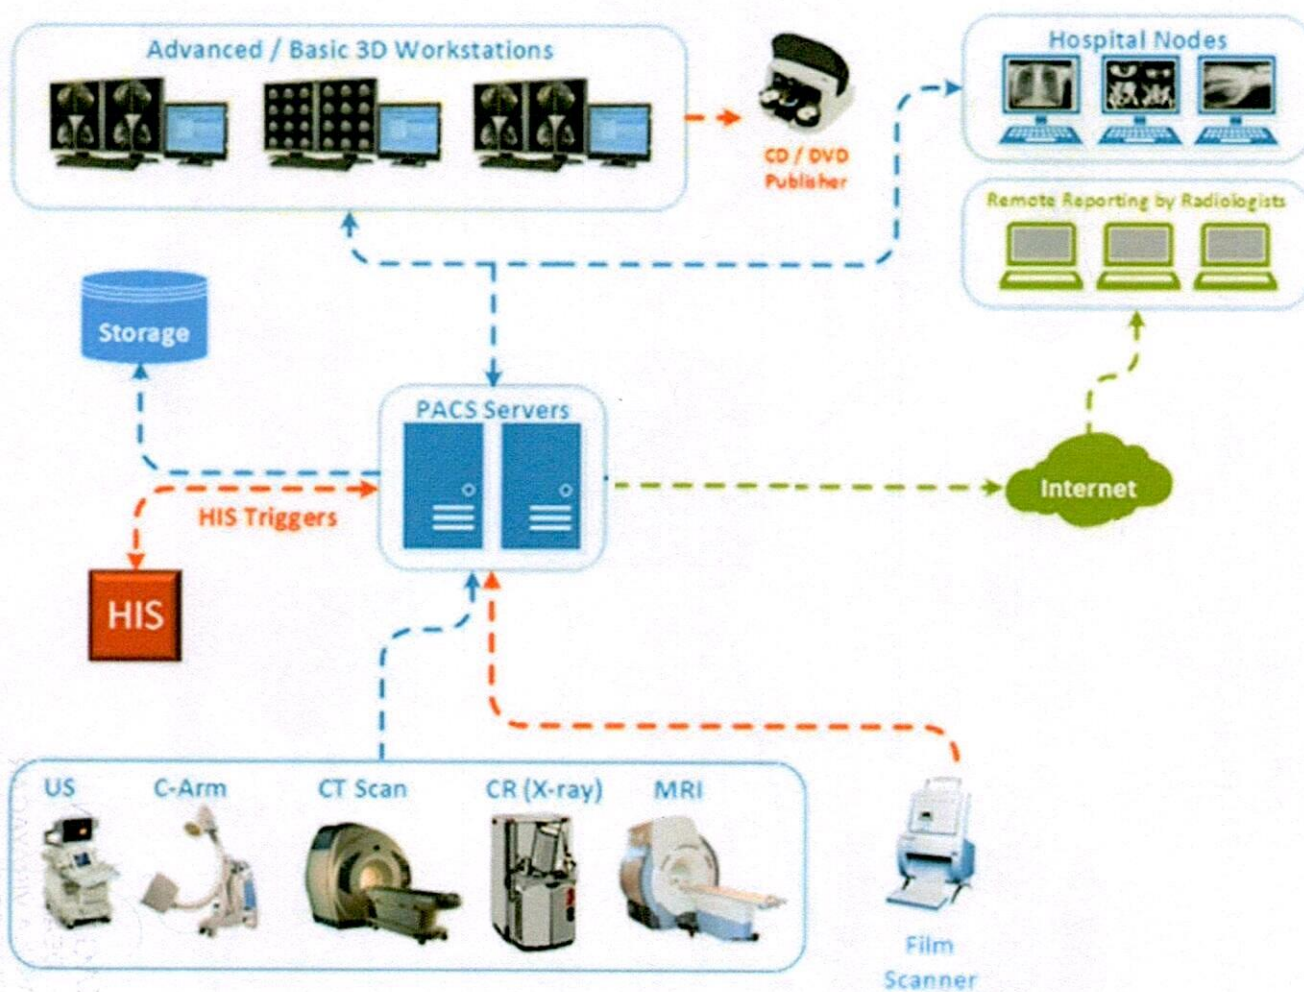 Advanced / Basic 3D Workstations
Hospital Nodes
CD / DVD
Publisher
Remote Reporting by Radiologists
Storage
PACS Servers
Internet
HIS Triggers
HIS
US
C-Arm
CT Scan
CR (X-ray)
MRI
Film
Scanner